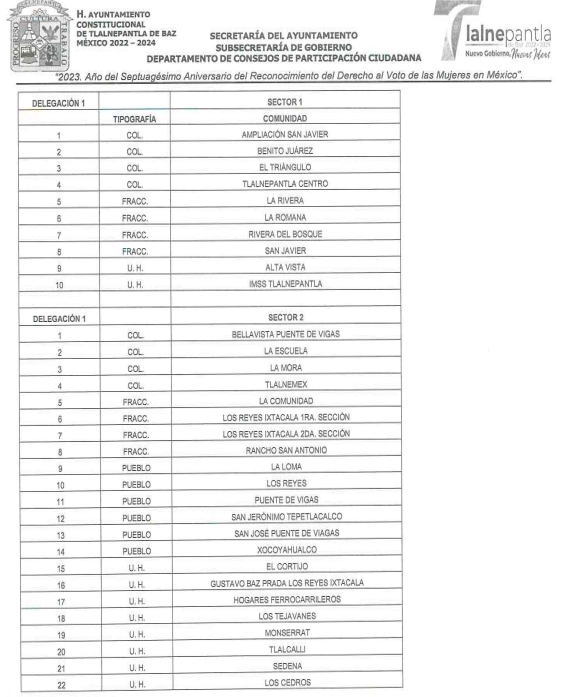 H. AYUNTAMIENTO
CONSTITUCIONAL
DE TLALNEPANTLA DE BAZ
MÉXICO 2022 – 2024
SECRETARÍA DEL AYUNTAMIENTO
SUBSECRETARÍA DE GOBIERNO
DEPARTAMENTO DE CONSEJOS DE PARTICIPACIÓN CIUDADANA
Tlalnepantla
Nuevo Gobierno,
"2023. Año del Septuagésimo Aniversario del Reconocimiento del Derecho al Voto de las Mujeres en México".
DELEGACIÓN 1 SECTOR 1
TIPOGRAFÍA COMUNIDAD
1 COL. AMPLIACIÓN SAN JAVIER
2 COL. BENITO JUÁREZ
3 COL. EL TRIÁNGULO
4 COL. TLALNEPANTLA CENTRO
5 FRACC. LA RIVERA
6 FRACC. LA ROMANA
7 FRACC. RIVERA DEL BOSQUE
8 FRACC. SAN JAVIER
9 U. H. ALTA VISTA
10 U. H. IMSS TLALNEPANTLA
DELEGACIÓN 1 SECTOR 2
1 COL. BELLAVISTA PUENTE DE VIGAS
2 COL. LA ESCUELA
3 COL. LA MORA
4 COL. TLALNEMEX
5 FRACC. LA COMUNIDAD
6 FRACC. LOS REYES IXTACALA 1RA. SECCIÓN
7 FRACC. LOS REYES IXTACALA 2DA. SECCIÓN
8 FRACC. RANCHO SAN ANTONIO
9 PUEBLO LA LOMA
10 PUEBLO LOS REYES
11 PUEBLO PUENTE DE VIGAS
12 PUEBLO SAN JERÓNIMO TEPETLACALCO
13 PUEBLO SAN JOSÉ PUENTE DE VIAGAS
14 PUEBLO XOCOYAHUALCO
15 U. H. EL CORTIJO
16 U. H. GUSTAVO BAZ PRADA LOS REYES IXTACALA
17 U. H. HOGARES FERROCARRILEROS
18 U. H. LOS TEJAVANES
19 U. H. MONSERRAT
20 U. H. TLALCALLI
21 U. H. SEDENA
22 U. H. LOS CEDROS